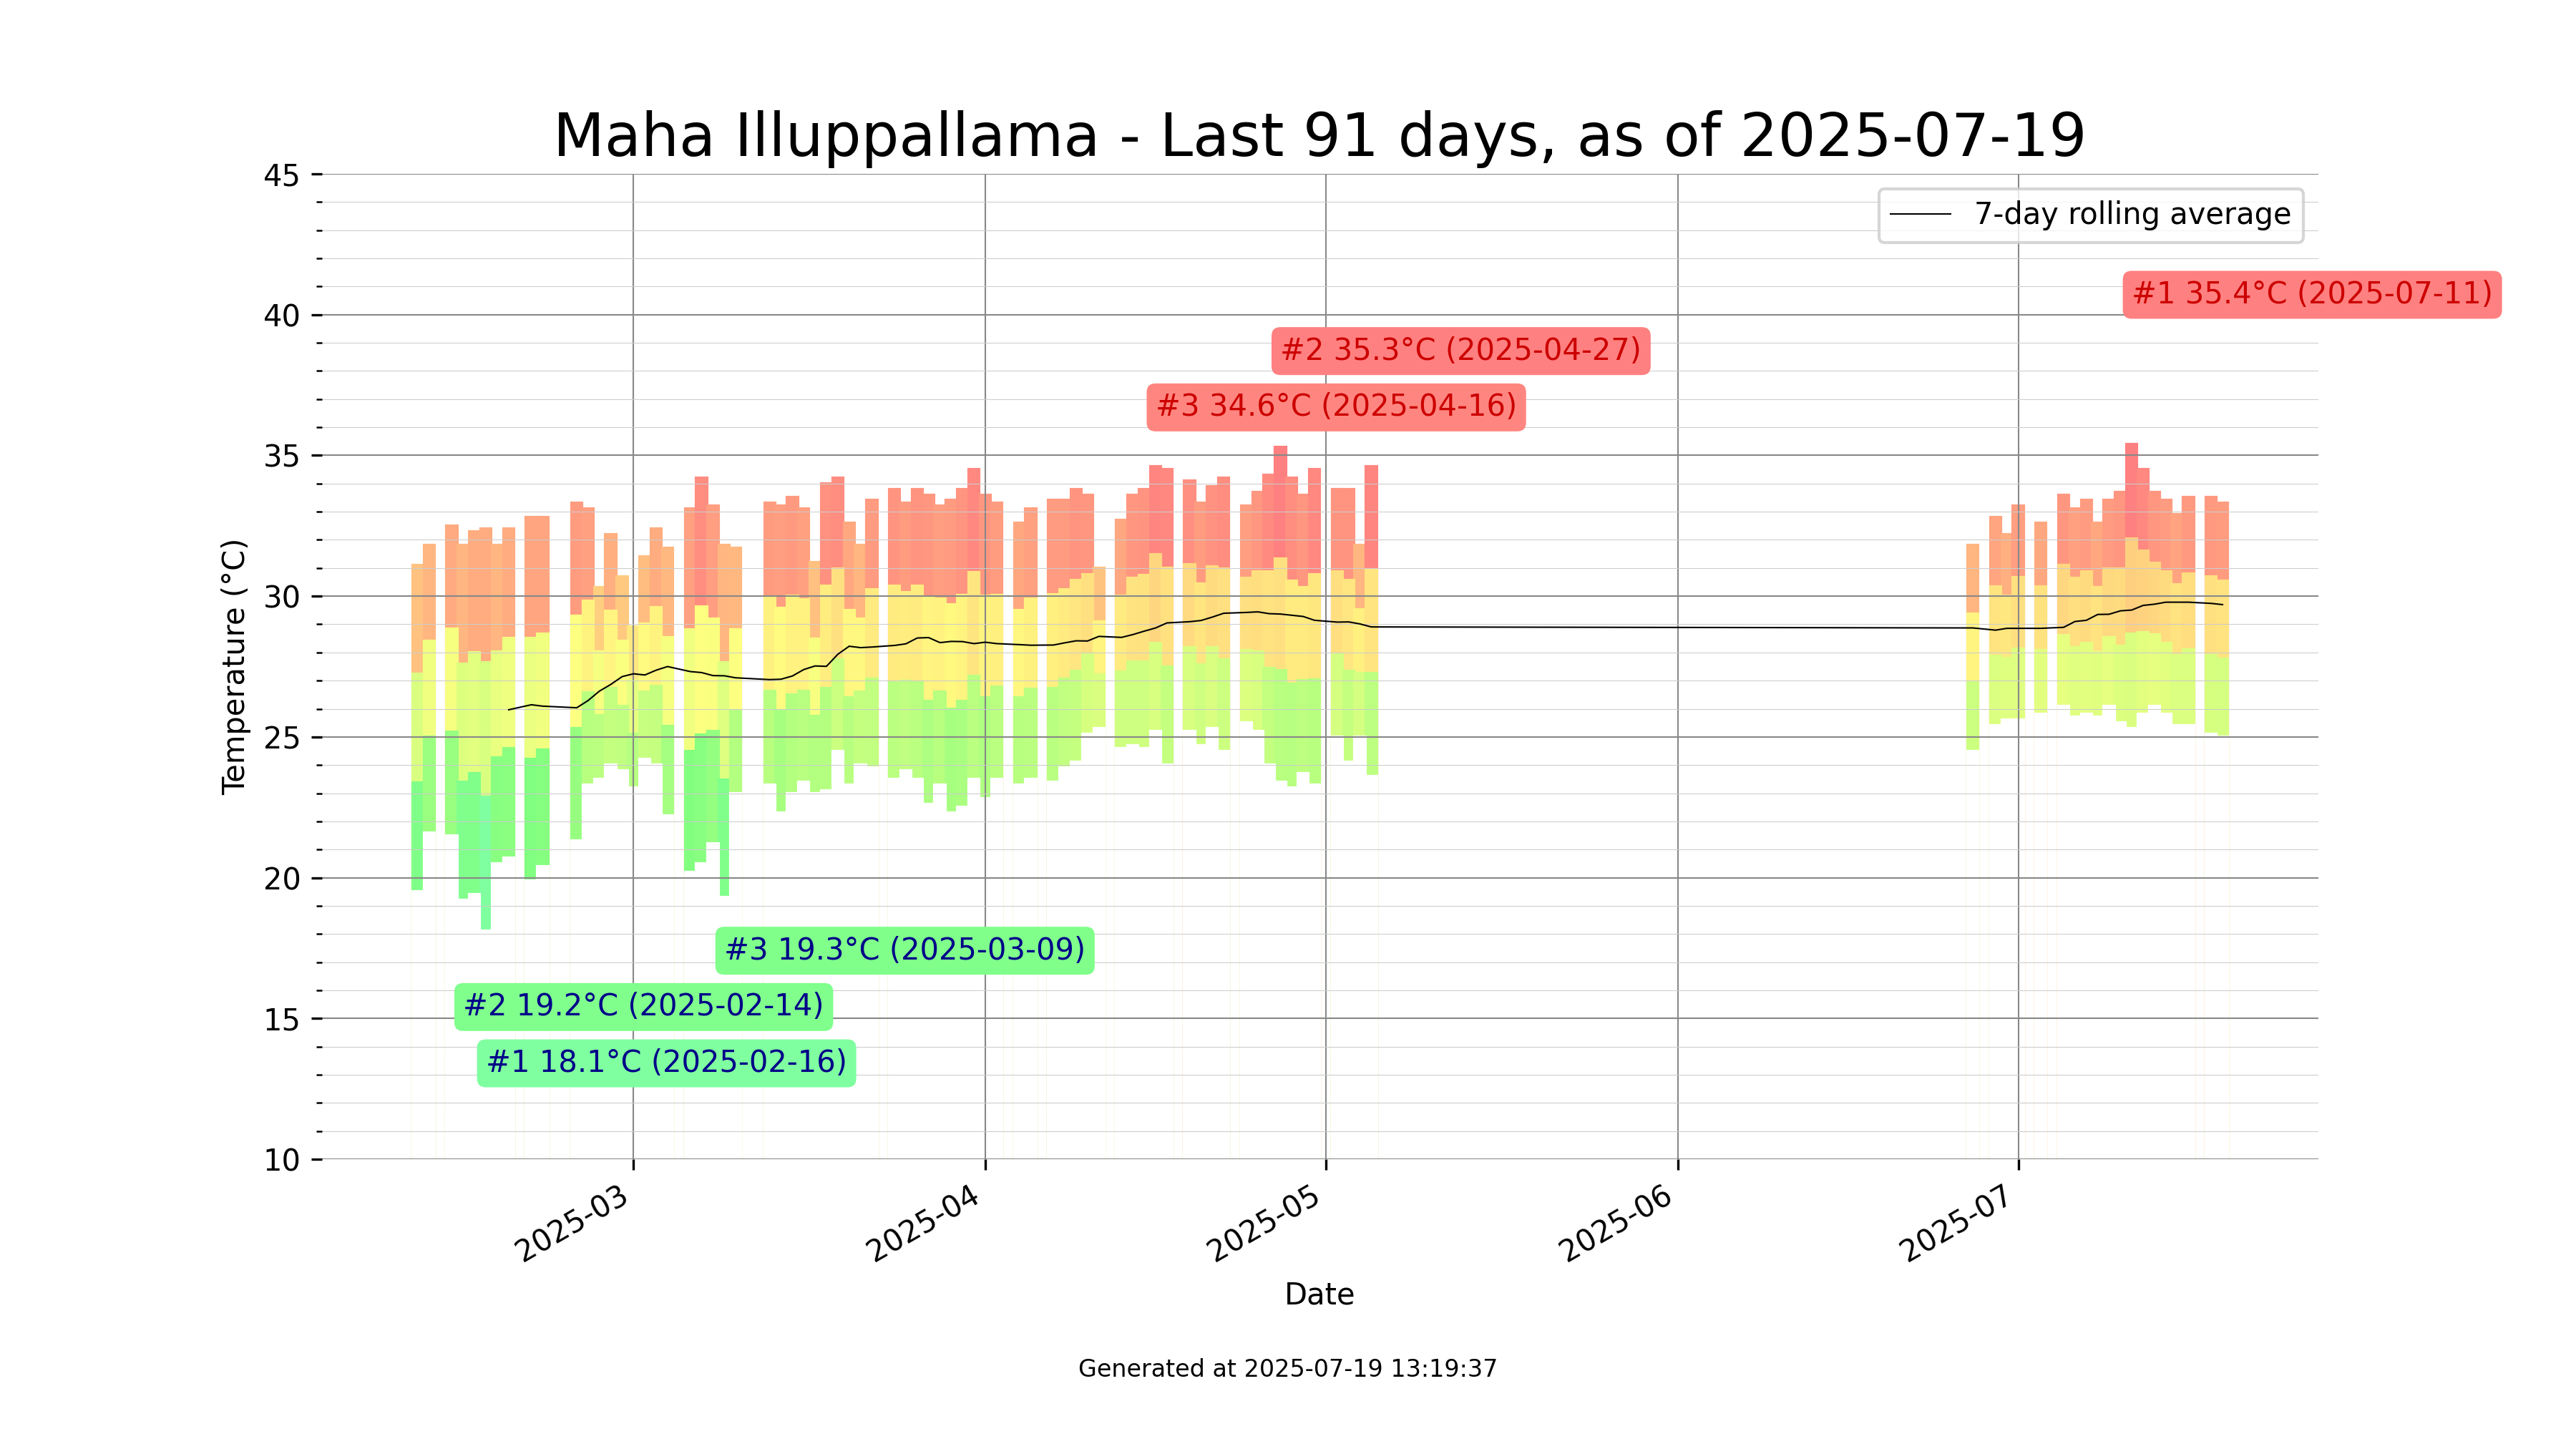 Maha Illuppallama - Last 91 days, as of 2025-07-19
7-day rolling average
#1 35.4°C (2025-07-11)
#2 35.3°C (2025-04-27)
#3 34.6°C (2025-04-16)
#3 19.3°C (2025-03-09)
#2 19.2°C (2025-02-14)
#1 18.1°C (2025-02-16)
Temperature (°C)
45
40
35
30
25
20
15
10
2025-03
2025-04
2025-05
2025-06
2025-07
Date
Generated at 2025-07-19 13:19:37